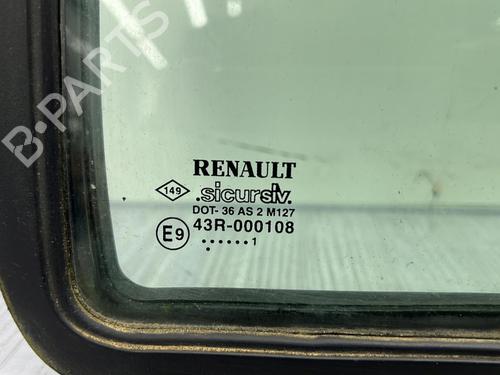 B-PARTS
RENAULT
149 .sicursiv.
DOT- 36 AS 2 M127
E9 43R-000108
...... 1
.